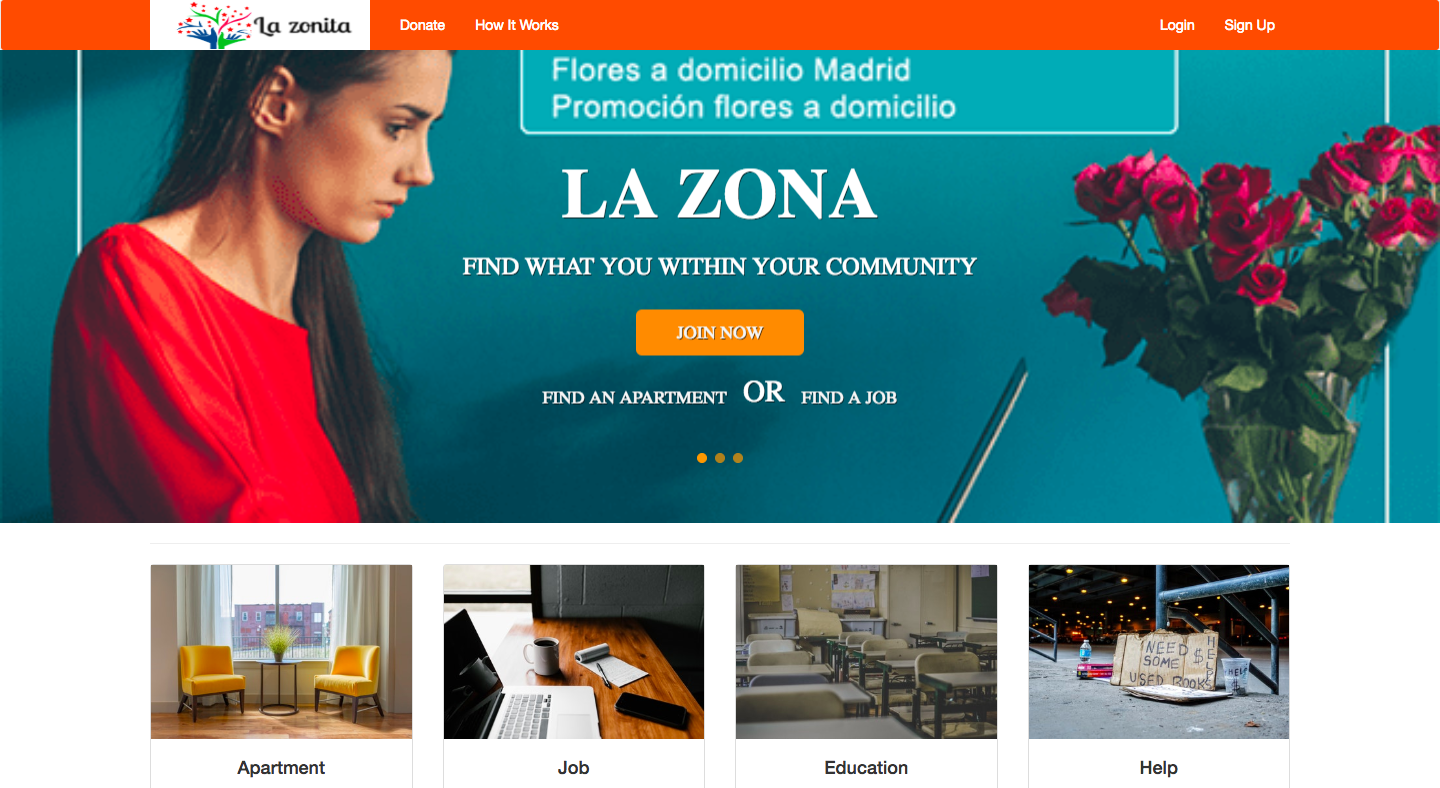 La zonita
Donate
How It Works
Login
Sign Up
Flores a domicilio Madrid
Promoción flores a domicilio
LA ZONA
FIND WHAT YOU WITHIN YOUR COMMUNITY
JOIN NOW
FIND AN APARTMENT OR FIND A JOB
NEED $
SOME
USED BOOKS
HELP
HELP
Apartment
Job
Education
Help